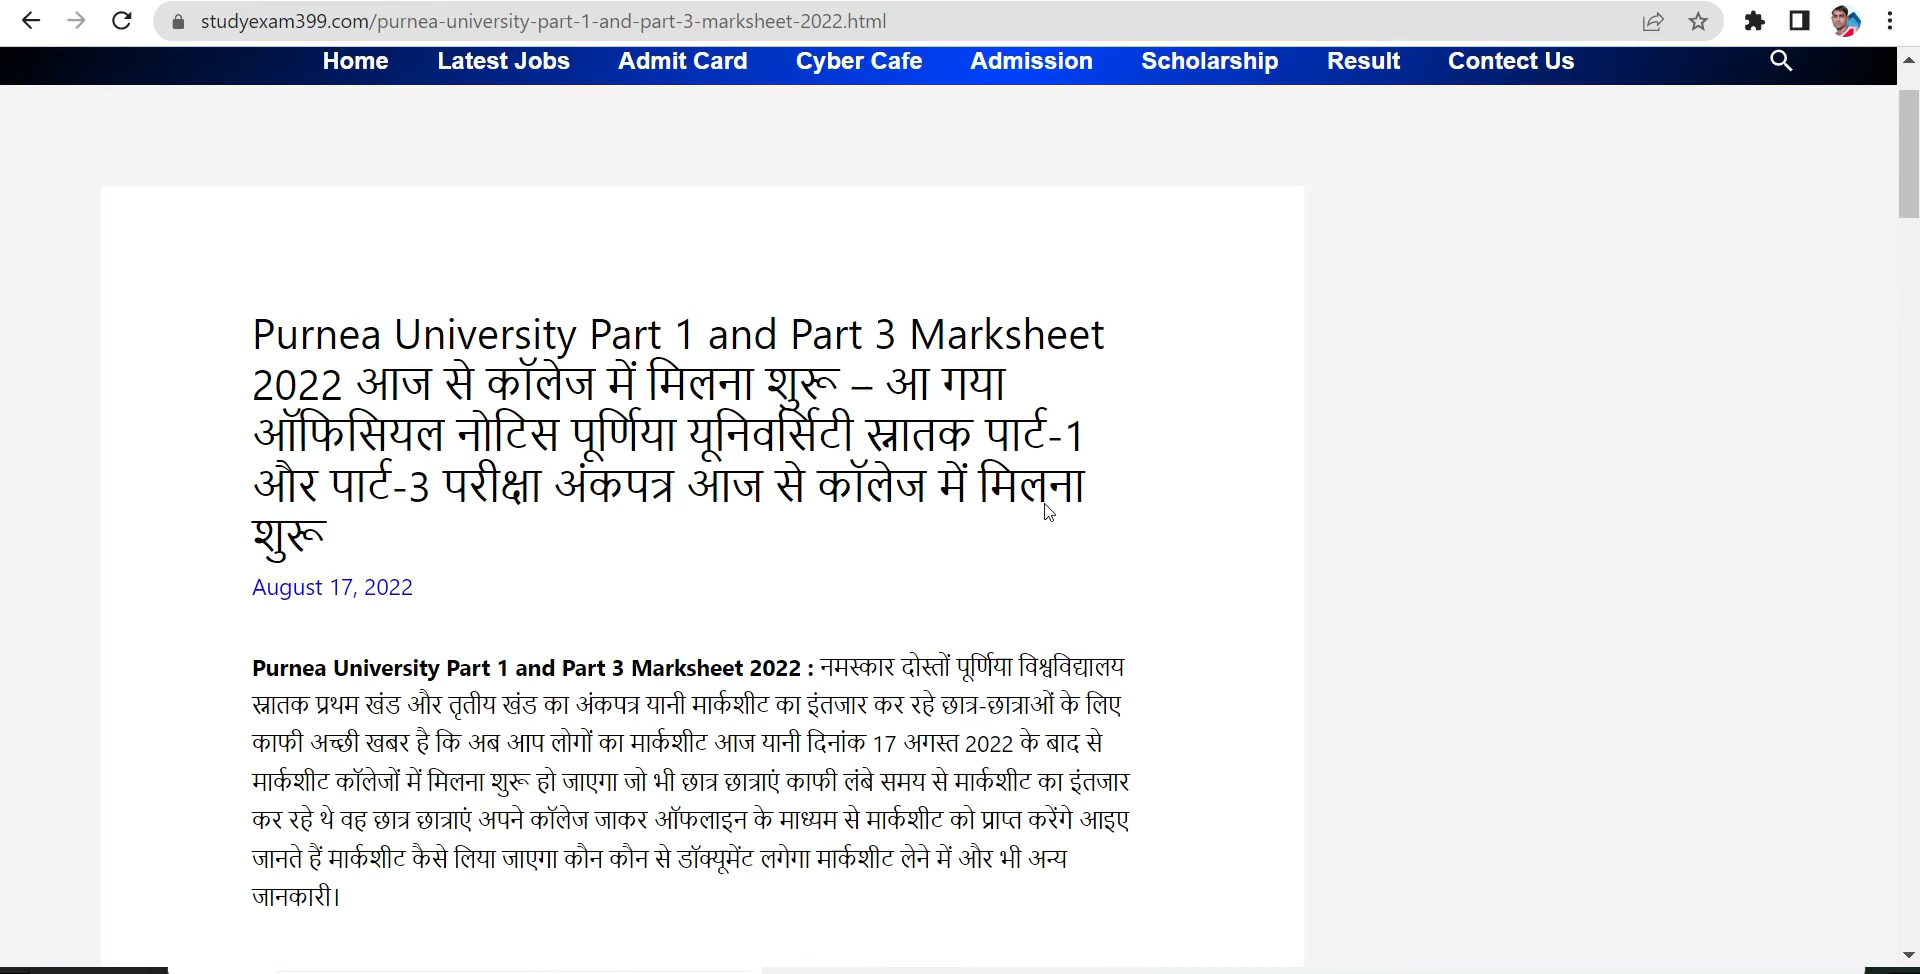 studyexam399.com/purnea-university-part-1-and-part-3-marksheet-2022.html
Home Latest Jobs Admit Card Cyber Cafe Admission Scholarship Result Contect Us
Purnea University Part 1 and Part 3 Marksheet
2022 आज से कॉलेज में मिलना शुरू – आ गया
ऑफिसियल नोटिस पूर्णिया यूनिवर्सिटी स्नातक पार्ट-1
और पार्ट-3 परीक्षा अंकपत्र आज से कॉलेज में मिलना
शुरू
August 17, 2022
Purnea University Part 1 and Part 3 Marksheet 2022 : नमस्कार दोस्तों पूर्णिया विश्वविद्यालय
स्नातक प्रथम खंड और तृतीय खंड का अंकपत्र यानी मार्कशीट का इंतजार कर रहे छात्र-छात्राओं के लिए
काफी अच्छी खबर है कि अब आप लोगों का मार्कशीट आज यानी दिनांक 17 अगस्त 2022 के बाद से
मार्कशीट कॉलेजों में मिलना शुरू हो जाएगा जो भी छात्र छात्राएं काफी लंबे समय से मार्कशीट का इंतजार
कर रहे थे वह छात्र छात्राएं अपने कॉलेज जाकर ऑफलाइन के माध्यम से मार्कशीट को प्राप्त करेंगे आइए
जानते हैं मार्कशीट कैसे लिया जाएगा कौन कौन से डॉक्यूमेंट लगेगा मार्कशीट लेने में और भी अन्य
जानकारी।